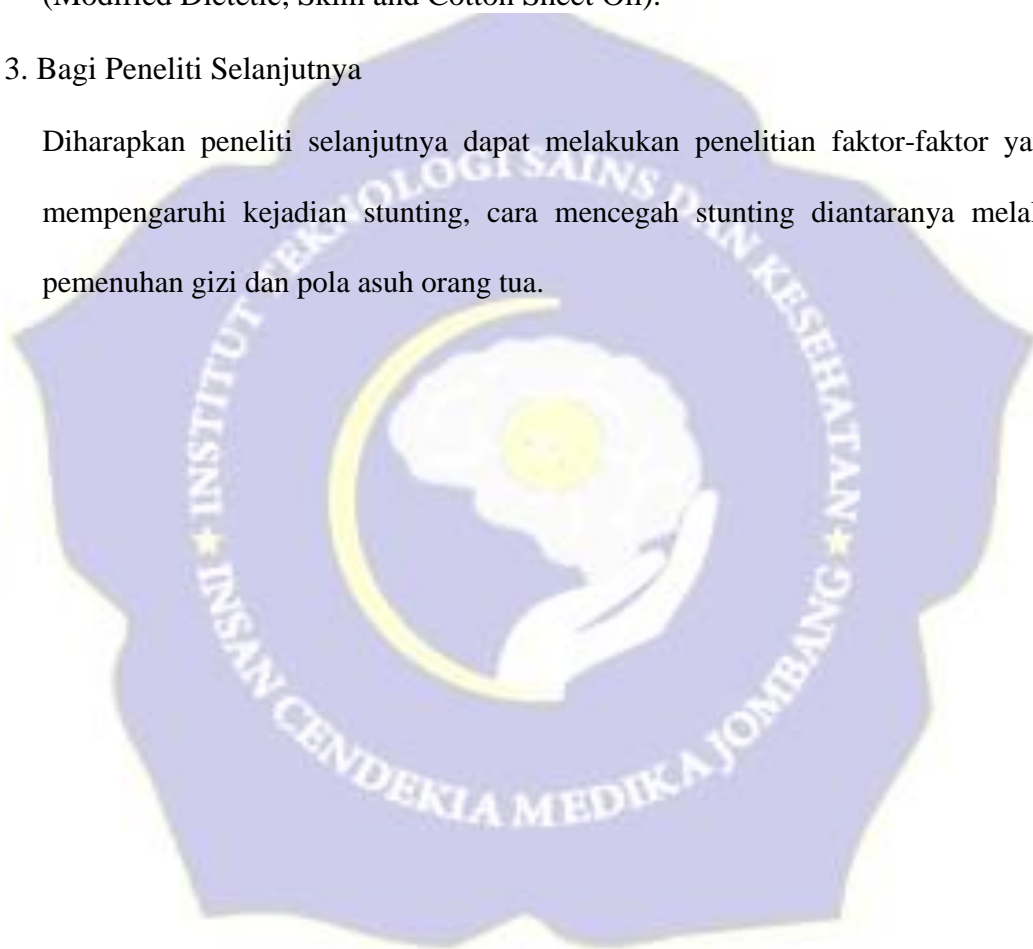 (Modified Dietetic, Skim and Cotton Sheet Oil).
3. Bagi Peneliti Selanjutnya
Diharapkan peneliti selanjutnya dapat melakukan penelitian faktor-faktor ya
mempengaruhi kejadian stunting, cara mencegah stunting diantaranya mela
pemenuhan gizi dan pola asuh orang tua.
INSTITUT TEKNOLOGI SAINS DAN KESEHATAN
INSAN CENDEKIA MEDIKA JOMBANG